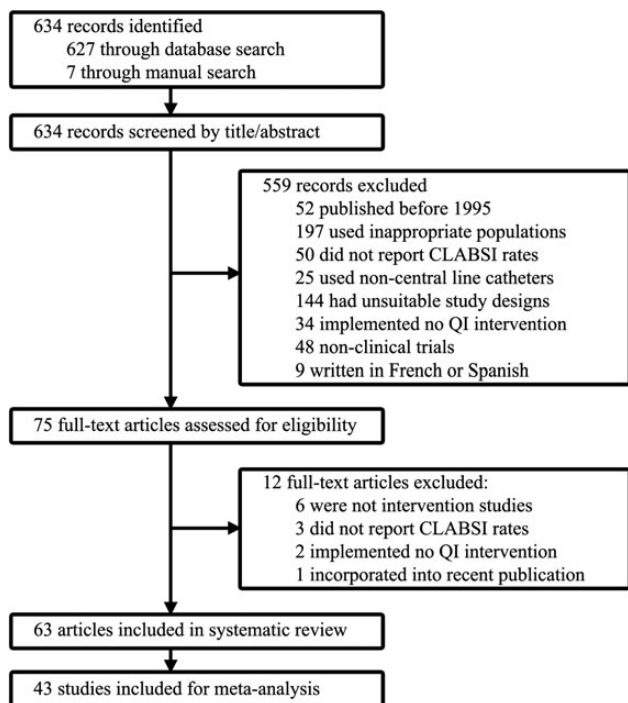 634 records identified
627 through database search
7 through manual search
634 records screened by title/abstract
559 records excluded
52 published before 1995
197 used inappropriate populations
50 did not report CLABSI rates
25 used non-central line catheters
144 had unsuitable study designs
34 implemented no QI intervention
48 non-clinical trials
9 written in French or Spanish
75 full-text articles assessed for eligibility
12 full-text articles excluded:
6 were not intervention studies
3 did not report CLABSI rates
2 implemented no QI intervention
1 incorporated into recent publication
63 articles included in systematic review
43 studies included for meta-analysis